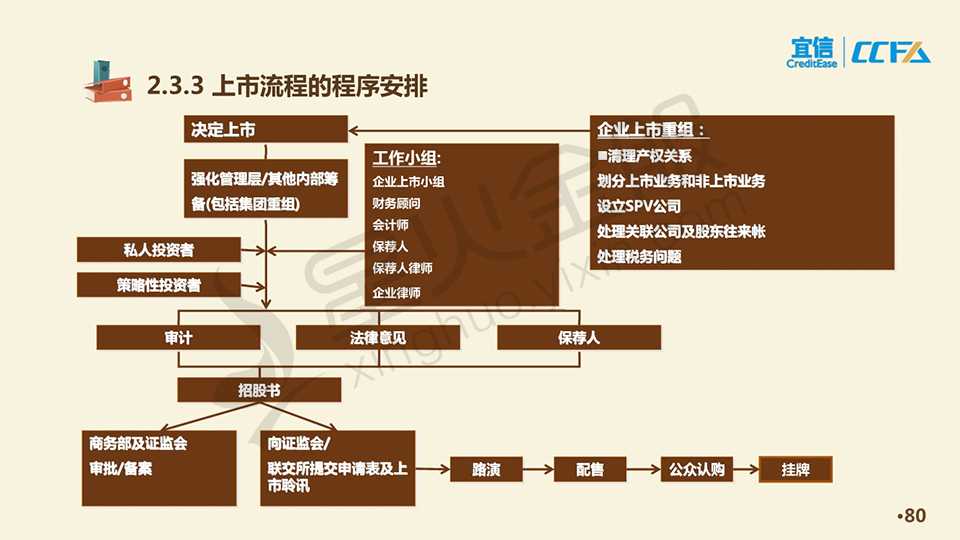 宜信
CreditEase
CCFA
2.3.3 上市流程的程序安排
决定上市
强化管理层/其他内部筹
备(包括集团重组)
工作小组:
企业上市小组
财务顾问
会计师
保荐人
保荐人律师
企业律师
企业上市重组：
■清理产权关系
划分上市业务和非上市业务
设立SPV公司
处理关联公司及股东往来帐
处理税务问题
私人投资者
策略性投资者
审计
法律意见
保荐人
招股书
商务部及证监会
审批/备案
向证监会/
联交所提交申请表及上
市聆讯
路演
配售
公众认购
挂牌
•80